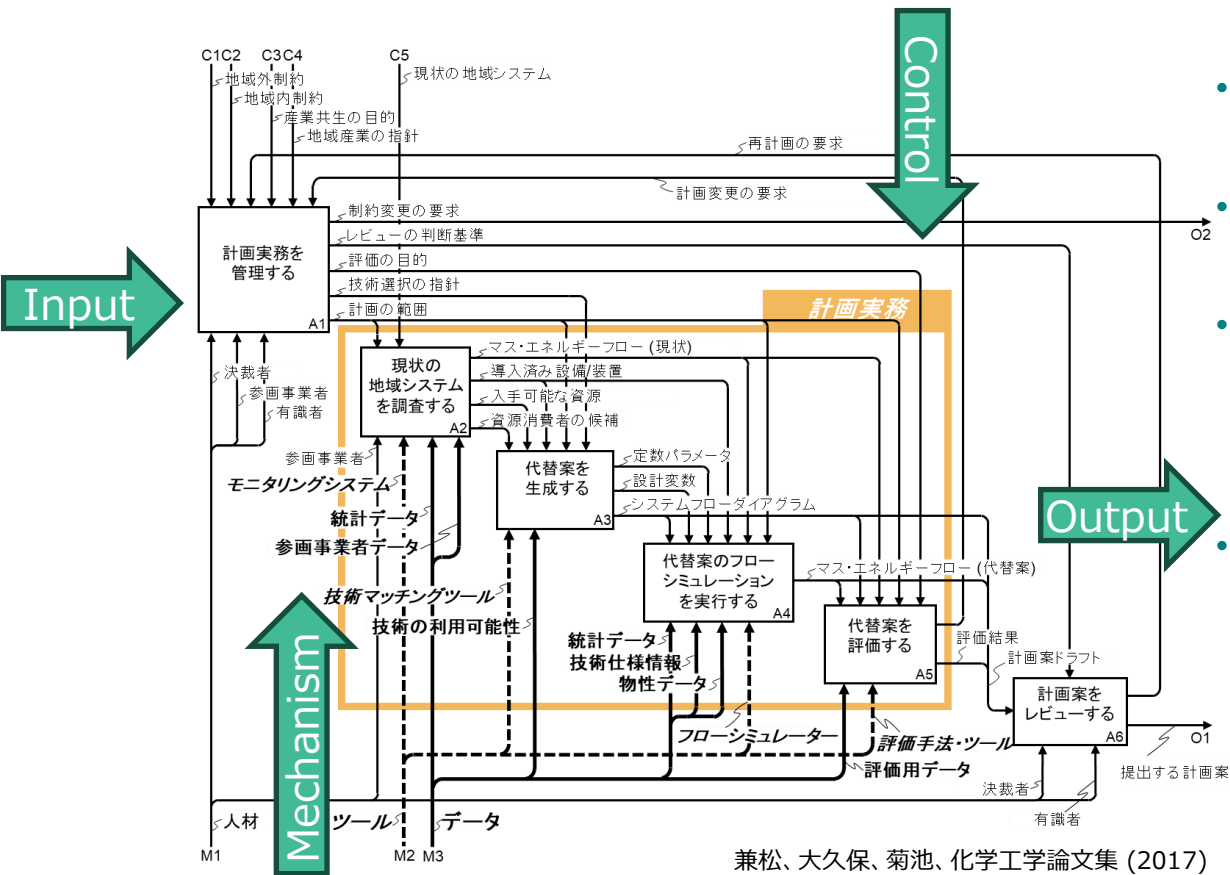 C1
C2
C3
C4
C5
地域外制約
地域内制約
産業共生の目的
地域産業の指針
現状の地域システム
Control
再計画の要求
計画変更の要求
制約変更の要求
O2
レビューの判断基準
評価の目的
技術選択の指針
計画の範囲
計画実務を
管理する
A1
Input
計画実務
決裁者
参画事業者
有識者
現状の
地域システム
を調査する
A2
マス・エネルギーフロー (現状)
導入済み設備/装置
入手可能な資源
資源消費者の候補
参画事業者
モニタリングシステム
統計データ
参画事業者データ
代替案を
生成する
A3
定数パラメータ
設計変数
システムフローダイアグラム
Output
技術マッチングツール
技術の利用可能性
代替案のフロー
シミュレーション
を実行する
A4
マス・エネルギーフロー (代替案)
統計データ
技術仕様情報
物性データ
代替案を
評価する
A5
評価結果
計画案ドラフト
計画案を
レビューする
A6
O1
提出する計画案
フローシミュレーター
評価手法・ツール
評価用データ
決裁者
有識者
Mechanism
人材
ツール
データ
M1
M2
M3
兼松、大久保、菊池、化学工学論文集 (2017)